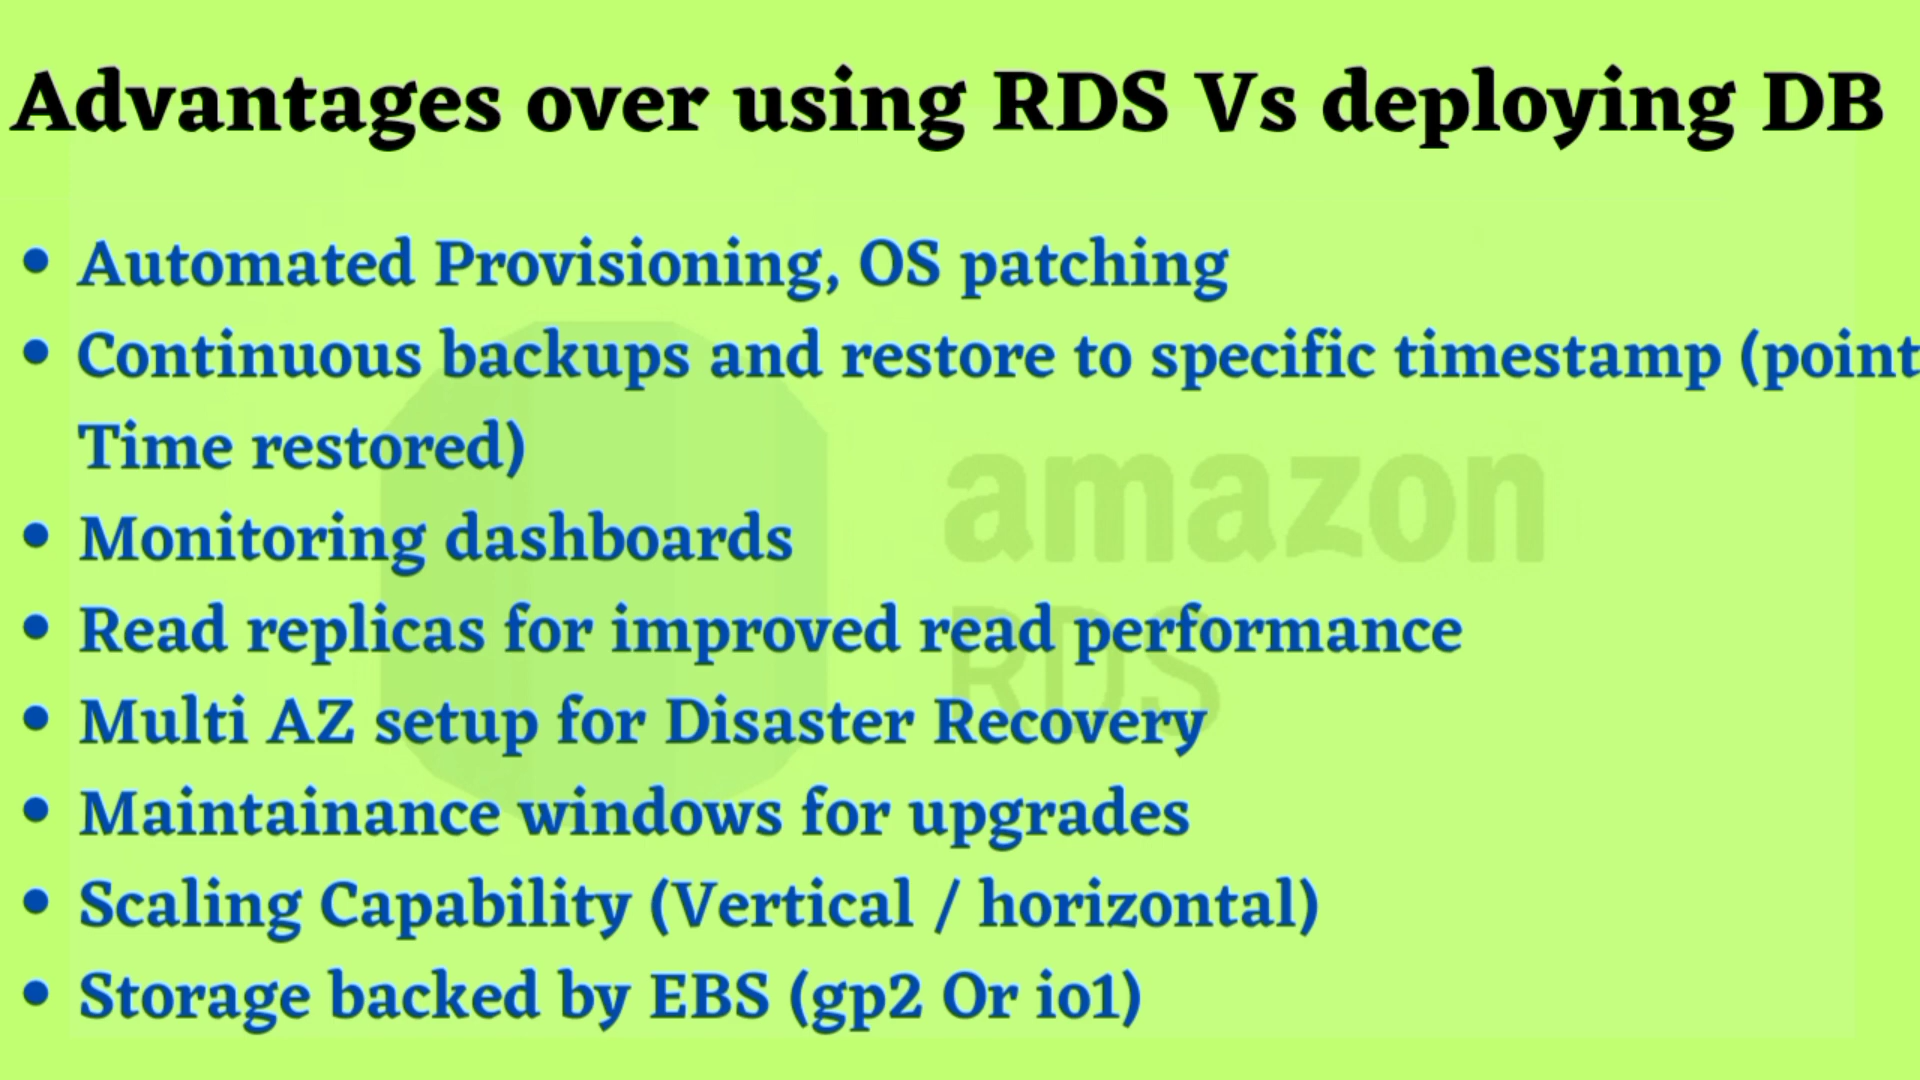 Advantages over using RDS Vs deploying DB
• Automated Provisioning, OS patching
• Continuous backups and restore to specific timestamp (point
Time restored)
• Monitoring dashboards
• Read replicas for improved read performance
• Multi AZ setup for Disaster Recovery
• Maintainance windows for upgrades
• Scaling Capability (Vertical / horizontal)
• Storage backed by EBS (gp2 Or io1)
amazon
RDS